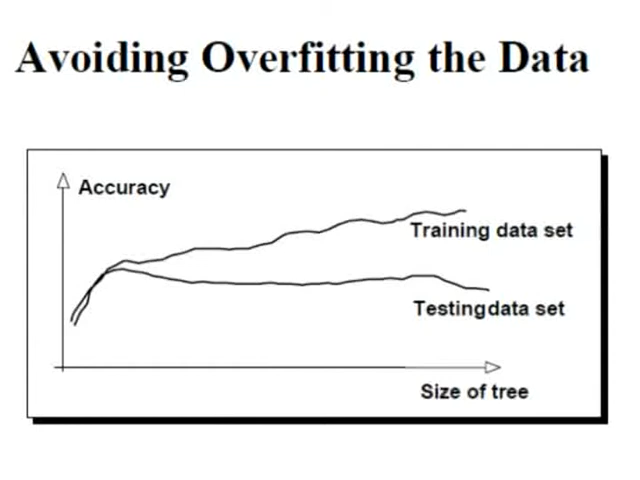 Avoiding Overfitting the Data
Accuracy
Training data set
Testingdata set
Size of tree